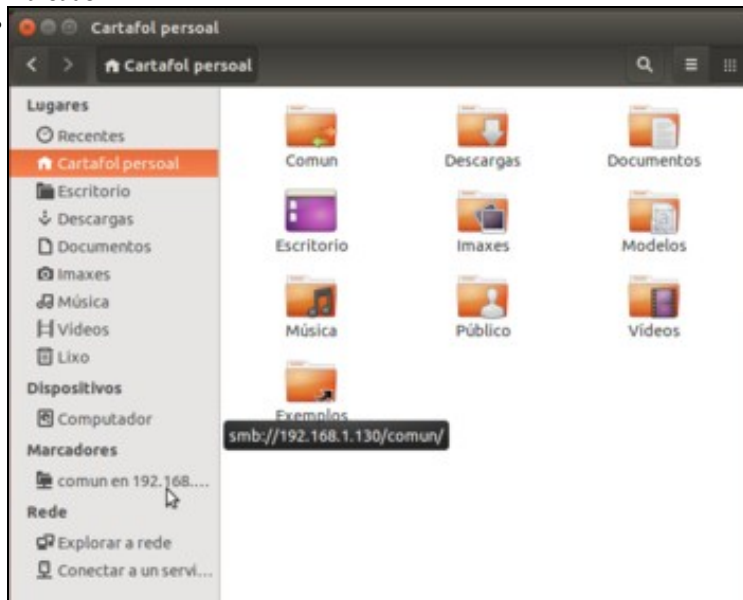 Cartafol persoal
Cartafol persoal
Lugares
Recentes
Cartafol persoal
Escritorio
Descargas
Documentos
Imaxes
Música
Vídeos
Lixo
Dispositivos
Computador
Marcadores
comun en 192.168....
Rede
Explorar a rede
Conectar a un servi...
Comun
Descargas
Documentos
Escritorio
Imaxes
Modelos
Música
Público
Vídeos
Exemplos
smb://192.168.1.130/comun/